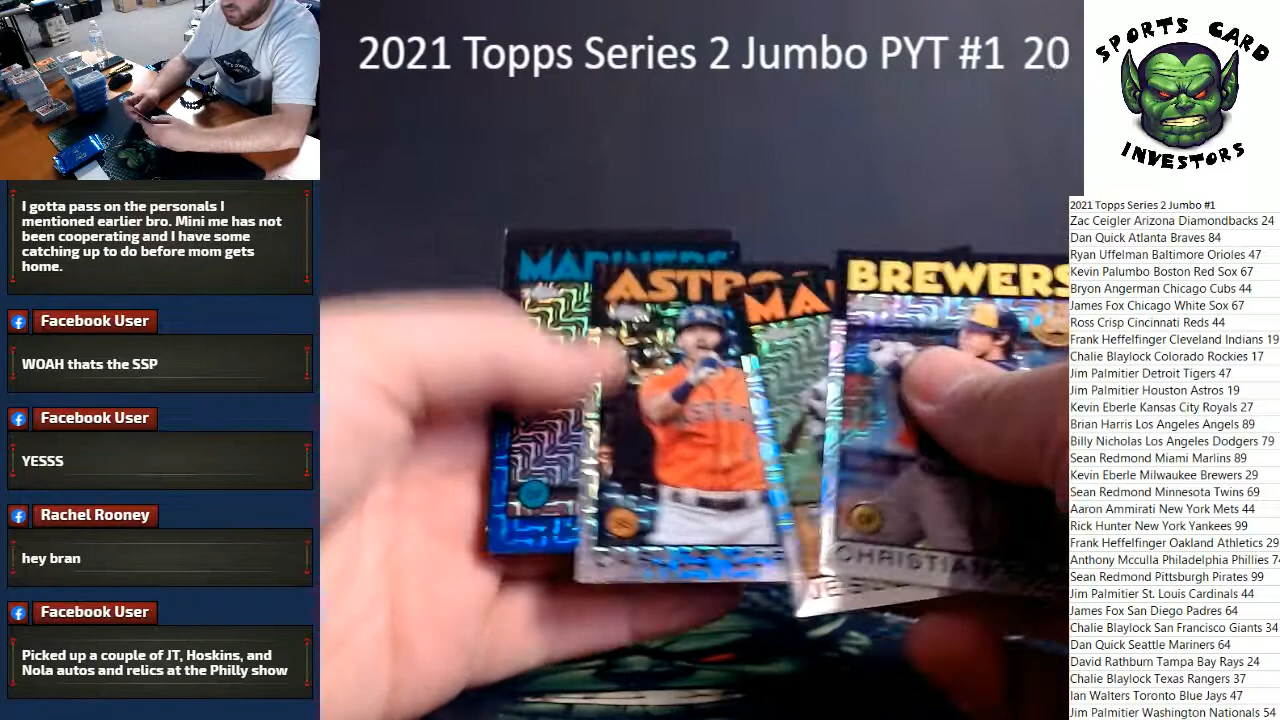 2021 Topps Series 2 Jumbo PYT #1 20
SPORTS CARD
INVESTORS
I gotta pass on the personals I
mentioned earlier bro. Mini me has not
been cooperating and I have some
catching up to do before mom gets
home.
Facebook User
WOAH thats the SSP
Facebook User
YESSS
Rachel Rooney
hey bran
Facebook User
Picked up a couple of JT, Hoskins, and
Nola autos and relics at the Philly show
MARINERS
ASTRO
MA
BREWERS
CHRISTIAN
2021 Topps Series 2 Jumbo #1
Zac Ceigler Arizona Diamondbacks 24
Dan Quick Atlanta Braves 84
Ryan Uffelman Baltimore Orioles 47
Kevin Palumbo Boston Red Sox 67
Bryon Angerman Chicago Cubs 44
James Fox Chicago White Sox 67
Ross Crisp Cincinnati Reds 44
Frank Heffelfinger Cleveland Indians 19
Chalie Blaylock Colorado Rockies 17
Jim Palmitier Detroit Tigers 47
Jim Palmitier Houston Astros 19
Kevin Eberle Kansas City Royals 27
Brian Harris Los Angeles Angels 89
Billy Nicholas Los Angeles Dodgers 79
Sean Redmond Miami Marlins 89
Kevin Eberle Milwaukee Brewers 29
Sean Redmond Minnesota Twins 69
Aaron Ammirati New York Mets 44
Rick Hunter New York Yankees 99
Frank Heffelfinger Oakland Athletics 29
Anthony Mcculla Philadelphia Phillies 74
Sean Redmond Pittsburgh Pirates 99
Jim Palmitier St. Louis Cardinals 44
James Fox San Diego Padres 64
Chalie Blaylock San Francisco Giants 34
Dan Quick Seattle Mariners 64
David Rathburn Tampa Bay Rays 24
Chalie Blaylock Texas Rangers 37
Ian Walters Toronto Blue Jays 47
Jim Palmitier Washington Nationals 54